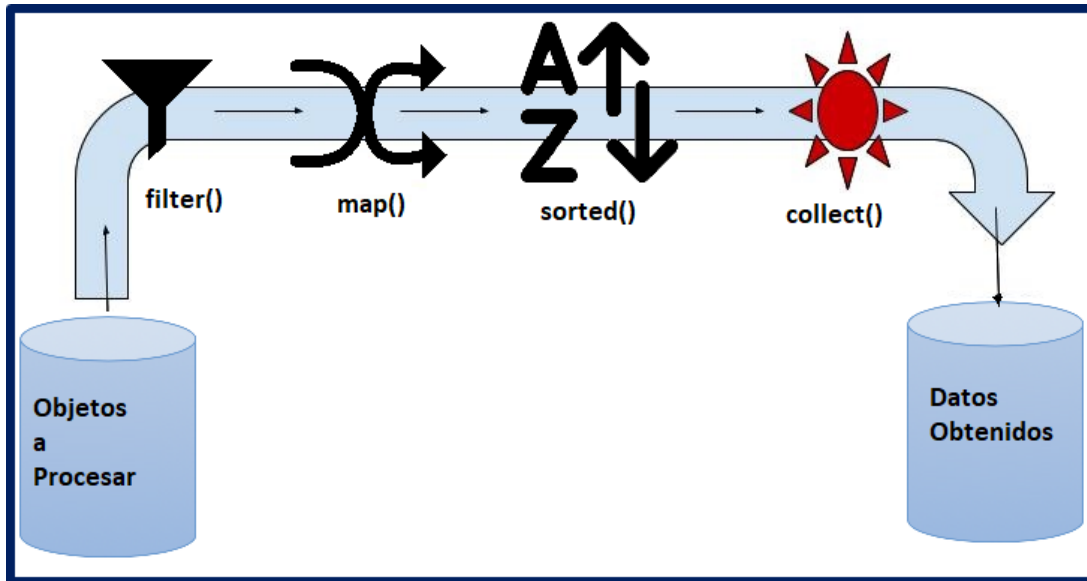 A
Z
filter()
map()
sorted()
collect()
Objetos
a
Procesar
Datos
Obtenidos